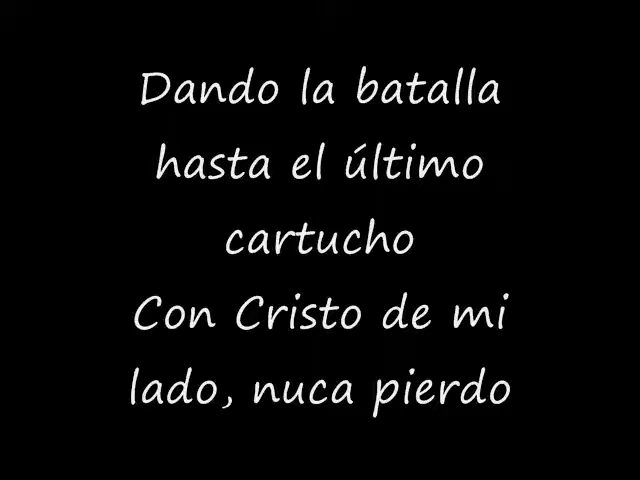 Dando la batalla
hasta el último
cartucho
Con Cristo de mi
lado, nuca pierdo